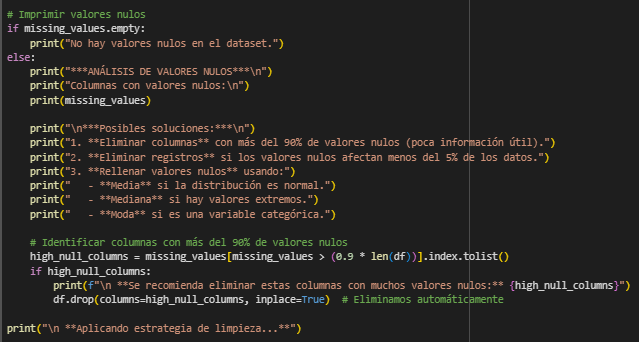 # Imprimir valores nulos
if missing_values.empty:
    print("No hay valores nulos en el dataset.")
else:
    print("***ANÁLISIS DE VALORES NULOS***\n")
    print("Columnas con valores nulos:\n")
    print(missing_values)

    print("\n***Posibles soluciones:***\n")
    print("1. **Eliminar columnas** con más del 90% de valores nulos (poca información útil).")
    print("2. **Eliminar registros** si los valores nulos afectan menos del 5% de los datos.")
    print("3. **Rellenar valores nulos** usando:")
    print("   - **Media** si la distribución es normal.")
    print("   - **Mediana** si hay valores extremos.")
    print("   - **Moda** si es una variable categórica.")

    # Identificar columnas con más del 90% de valores nulos
    high_null_columns = missing_values[missing_values > (0.9 * len(df))].index.tolist()
    if high_null_columns:
        print(f"\n **Se recomienda eliminar estas columnas con muchos valores nulos:** {high_null_columns}")
        df.drop(columns=high_null_columns, inplace=True)  # Eliminamos automáticamente

print("\n **Aplicando estrategia de limpieza...**")